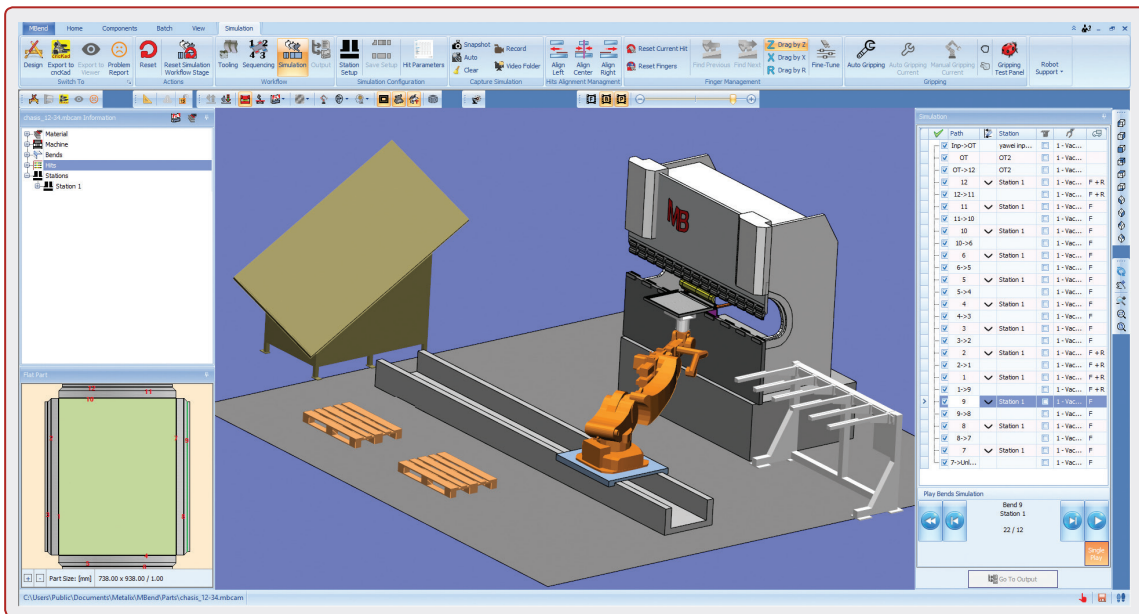 MBend Home Components Batch View Simulation
Design Export to cncKad Export to Viewer Problem Report Reset Reset Simulation Workflow Stage Tooling Sequencing Simulation Output Station Setup Save Setup Hit Parameters Snapshot Record Auto Video Folder Clear Align Left Align Center Align Right Reset Current Hit Reset Fingers Find Previous Find Next Z Drag by Z X Drag by X R Drag by R Fine-Tune Auto Gripping Auto Gripping Current Manual Gripping Current Gripping Test Panel Robot Support
Switch To Actions Workflow Simulation Configuration Capture Simulation Hits Alignment Managment Finger Management Gripping
chasis_12-34.mbcam Information
Material
Machine
Bends
Hits
Stations
Station 1
Flat Part
Part Size: [mm] 738.00 x 938.00 / 1.00
MB
Simulation
Path Station
Inp->OT yawei inp... 1 - Vac...
OT OT2 1 - Vac...
OT->12 OT2 1 - Vac...
12 Station 1 1 - Vac... F + R
12->11 1 - Vac... F + R
11 Station 1 1 - Vac... F
11->10 1 - Vac... F
10 Station 1 1 - Vac... F
10->6 1 - Vac... F
6 Station 1 1 - Vac... F
6->5 1 - Vac... F
5 Station 1 1 - Vac... F
5->4 1 - Vac... F
4 Station 1 1 - Vac... F
4->3 1 - Vac... F
3 Station 1 1 - Vac... F
3->2 1 - Vac... F
2 Station 1 1 - Vac... F + R
2->1 1 - Vac... F + R
1 Station 1 1 - Vac... F + R
1->9 1 - Vac... F + R
9 Station 1 1 - Vac... F
9->8 1 - Vac... F
8 Station 1 1 - Vac... F
8->7 1 - Vac... F
7 Station 1 1 - Vac... F
7->Unl... 1 - Vac... F
Play Bends Simulation
Bend 9
Station 1
22 / 12
Single Play
Go To Output
C:\Users\Public\Documents\Metalix\MBend\Parts\chasis_12-34.mbcam